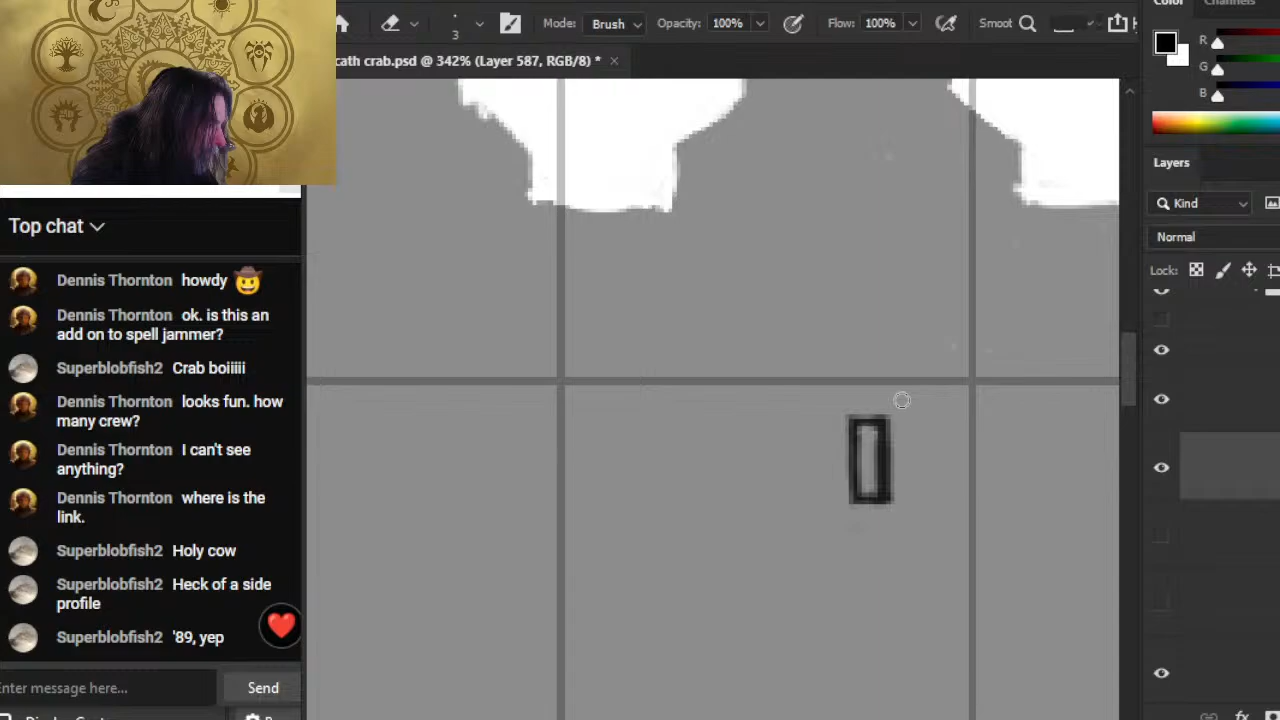 3
Mode: Brush
Opacity: 100%
Flow: 100%
Smoot
cath crab.psd @ 342% (Layer 587, RGB/8) *
Color
Channels
R
G
B
Layers
Kind
Normal
Lock:
fx
Top chat
Dennis Thornton howdy 🤠
Dennis Thornton ok. is this an
add on to spell jammer?
Superblobfish2 Crab boiiiii
Dennis Thornton looks fun. how
many crew?
Dennis Thornton I can't see
anything?
Dennis Thornton where is the
link.
Superblobfish2 Holy cow
Superblobfish2 Heck of a side
profile
Superblobfish2 '89, yep
Enter message here...
Send